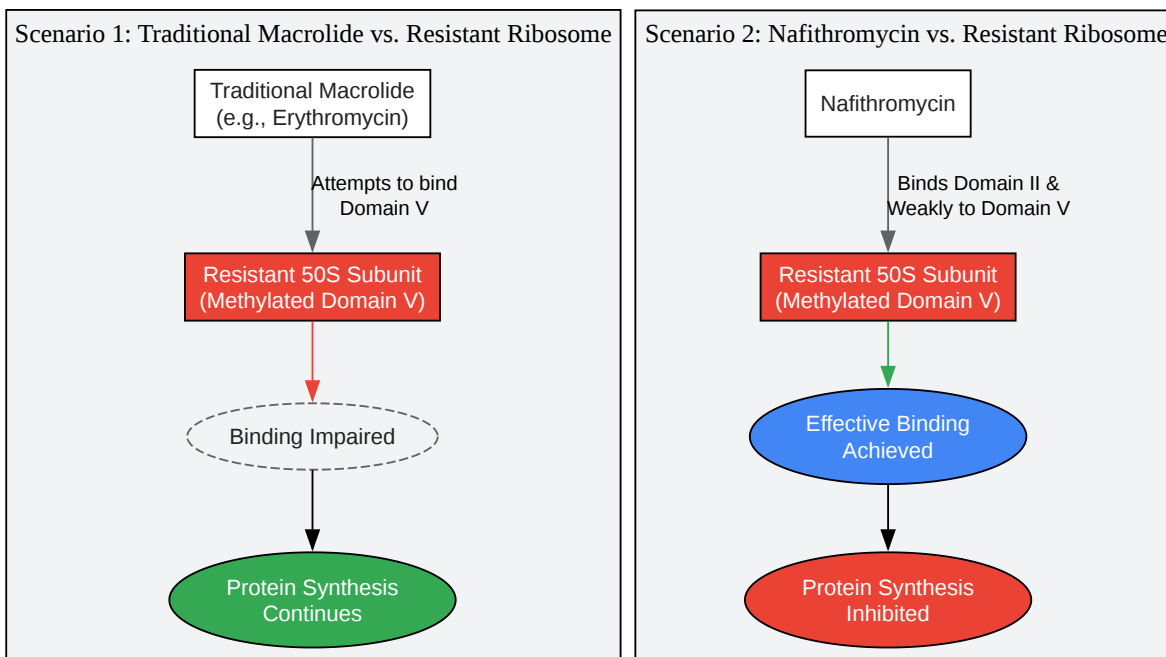 Scenario 1: Traditional Macrolide vs. Resistant Ribosome
Traditional Macrolide
(e.g., Erythromycin)
Attempts to bind
Domain V
Resistant 50S Subunit
(Methylated Domain V)
Binding Impaired
Protein Synthesis
Continues
Scenario 2: Nafithromycin vs. Resistant Ribosome
Nafithromycin
Binds Domain II &
Weakly to Domain V
Resistant 50S Subunit
(Methylated Domain V)
Effective Binding
Achieved
Protein Synthesis
Inhibited